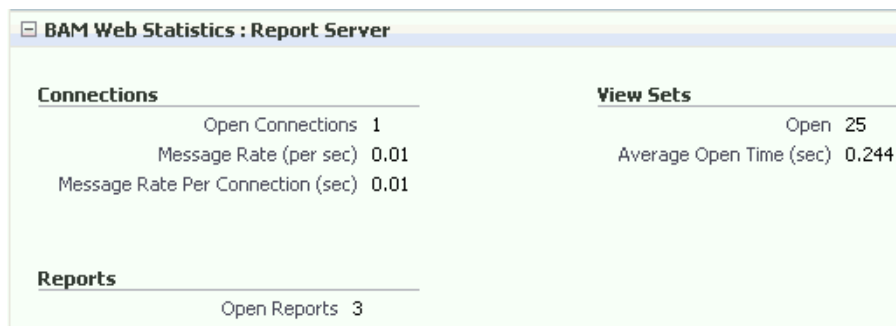 BAM Web Statistics : Report Server
Connections
Open Connections 1
Message Rate (per sec) 0.01
Message Rate Per Connection (sec) 0.01
View Sets
Open 25
Average Open Time (sec) 0.244
Reports
Open Reports 3